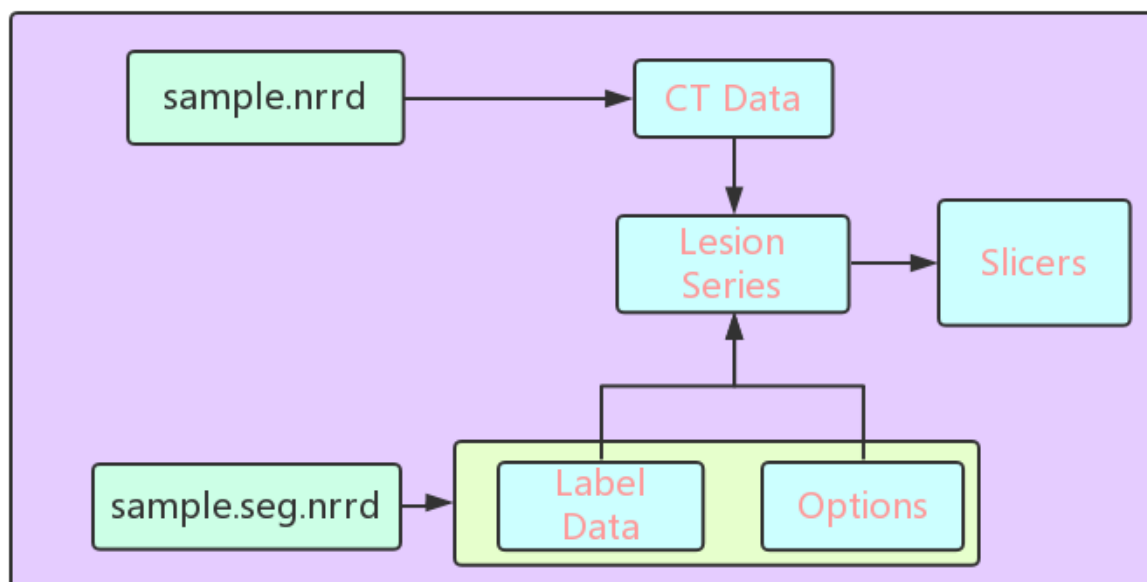 sample.nrrd
CT Data
Lesion
Series
Slicers
sample.seg.nrrd
Label
Data
Options